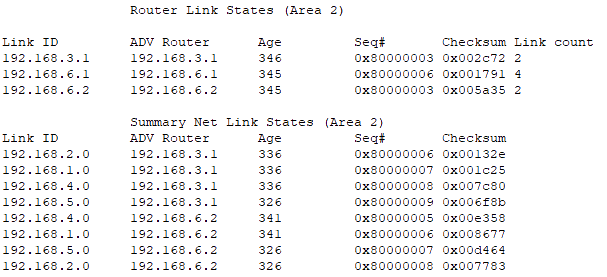 Router Link States (Area 2)
Link ID ADV Router Age Seq# Checksum Link count
192.168.3.1 192.168.3.1 346 0x80000003 0x002c72 2
192.168.6.1 192.168.6.1 345 0x80000006 0x001791 4
192.168.6.2 192.168.6.2 345 0x80000003 0x005a35 2
Summary Net Link States (Area 2)
Link ID ADV Router Age Seq# Checksum
192.168.2.0 192.168.3.1 336 0x80000006 0x00132e
192.168.1.0 192.168.3.1 336 0x80000007 0x001c25
192.168.4.0 192.168.3.1 336 0x80000008 0x007c80
192.168.5.0 192.168.3.1 326 0x80000009 0x006f8b
192.168.4.0 192.168.6.2 341 0x80000005 0x00e358
192.168.1.0 192.168.6.2 341 0x80000006 0x008677
192.168.5.0 192.168.6.2 326 0x80000007 0x00d464
192.168.2.0 192.168.6.2 326 0x80000008 0x007783